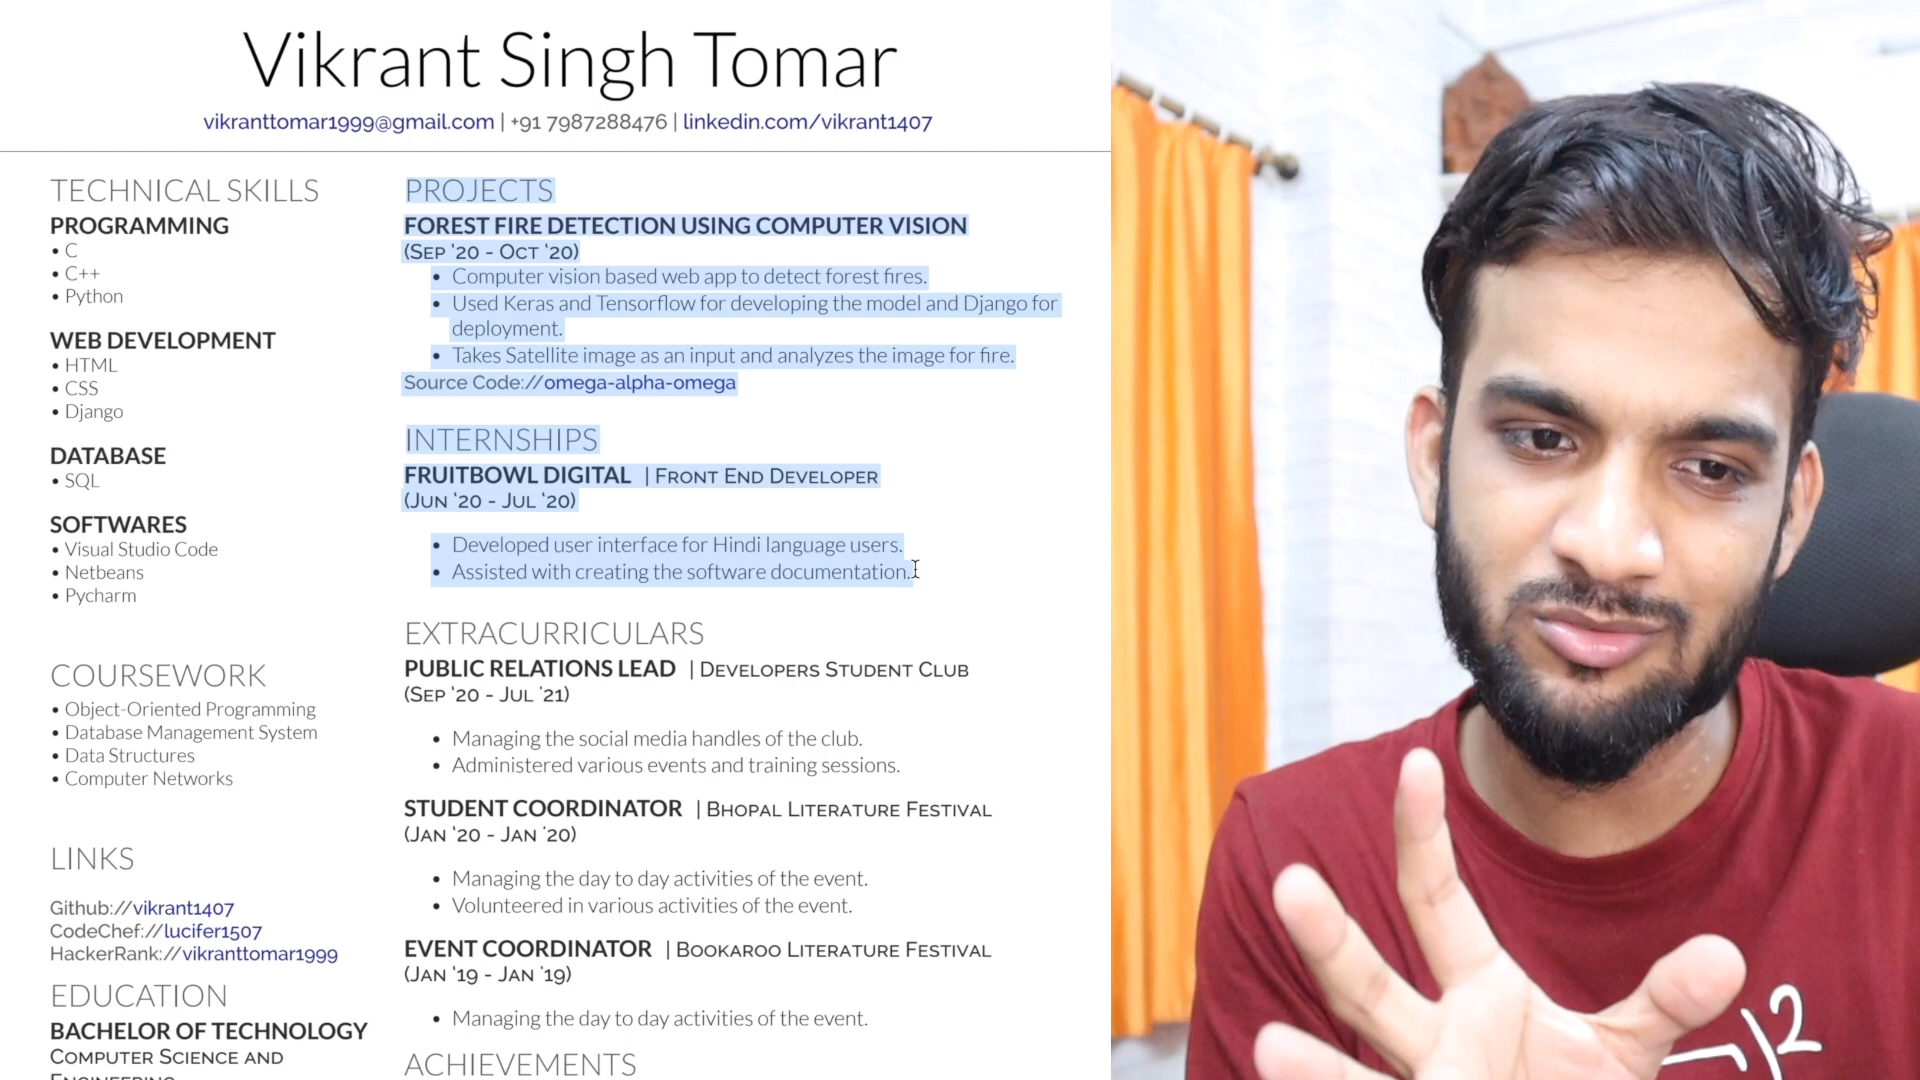 Vikrant Singh Tomar
vikranttomar1999@gmail.com | +91 7987288476 | linkedin.com/vikrant1407
TECHNICAL SKILLS
PROGRAMMING
• C
• C++
• Python
WEB DEVELOPMENT
• HTML
• CSS
• Django
DATABASE
• SQL
SOFTWARES
• Visual Studio Code
• Netbeans
• Pycharm
COURSEWORK
• Object-Oriented Programming
• Database Management System
• Data Structures
• Computer Networks
LINKS
Github://vikrant1407
CodeChef://lucifer1507
HackerRank://vikranttomar1999
EDUCATION
BACHELOR OF TECHNOLOGY
COMPUTER SCIENCE AND
ENGINEERING
PROJECTS
FOREST FIRE DETECTION USING COMPUTER VISION
(SEP '20 - OCT '20)
• Computer vision based web app to detect forest fires.
• Used Keras and Tensorflow for developing the model and Django for
deployment.
• Takes Satellite image as an input and analyzes the image for fire.
Source Code://omega-alpha-omega
INTERNSHIPS
FRUITBOWL DIGITAL | FRONT END DEVELOPER
(JUN '20 - JUL '20)
• Developed user interface for Hindi language users.
• Assisted with creating the software documentation.
EXTRACURRICULARS
PUBLIC RELATIONS LEAD | DEVELOPERS STUDENT CLUB
(SEP '20 - JUL '21)
• Managing the social media handles of the club.
• Administered various events and training sessions.
STUDENT COORDINATOR | BHOPAL LITERATURE FESTIVAL
(JAN '20 - JAN '20)
• Managing the day to day activities of the event.
• Volunteered in various activities of the event.
EVENT COORDINATOR | BOOKAROO LITERATURE FESTIVAL
(JAN '19 - JAN '19)
• Managing the day to day activities of the event.
ACHIEVEMENTS